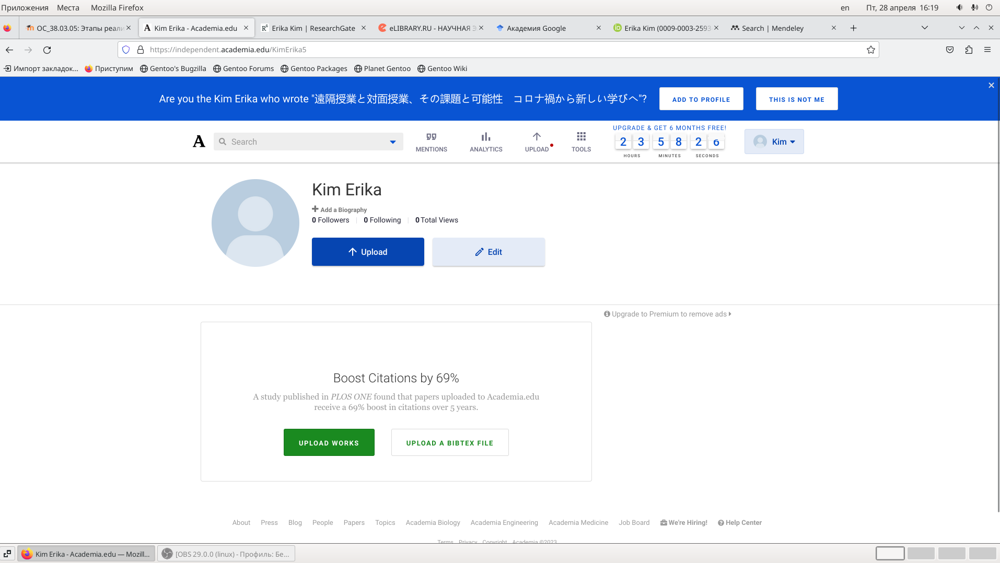 Приложения Места Mozilla Firefox en Пт, 28 апреля 16:19
ОС_38.03.05: Этапы реали Kim Erika - Academia.edu Erika Kim | ResearchGate eLIBRARY.RU - НАУЧНАЯ Э Академия Google Erika Kim (0009-0003-2593- Search | Mendeley
https://independent.academia.edu/KimErika5
Импорт закладок... Приступим Gentoo's Bugzilla Gentoo Forums Gentoo Packages Planet Gentoo Gentoo Wiki
Are you the Kim Erika who wrote "遠隔授業と対面授業、その課題と可能性　コロナ禍から新しい学びへ"? ADD TO PROFILE THIS IS NOT ME
A Search MENTIONS ANALYTICS UPLOAD TOOLS
UPGRADE & GET 6 MONTHS FREE!
2 3 5 8 2 6
HOURS MINUTES SECONDS
Kim
Kim Erika
Add a Biography
0 Followers 0 Following 0 Total Views
Upload Edit
Upgrade to Premium to remove ads
Boost Citations by 69%
A study published in PLOS ONE found that papers uploaded to Academia.edu
receive a 69% boost in citations over 5 years.
UPLOAD WORKS UPLOAD A BIBTEX FILE
About Press Blog People Papers Topics Academia Biology Academia Engineering Academia Medicine Job Board We're Hiring! Help Center
Terms Privacy Copyright Academia ©2023
Kim Erika - Academia.edu — Mozill... [OBS 29.0.0 (linux) - Профиль: Бе...